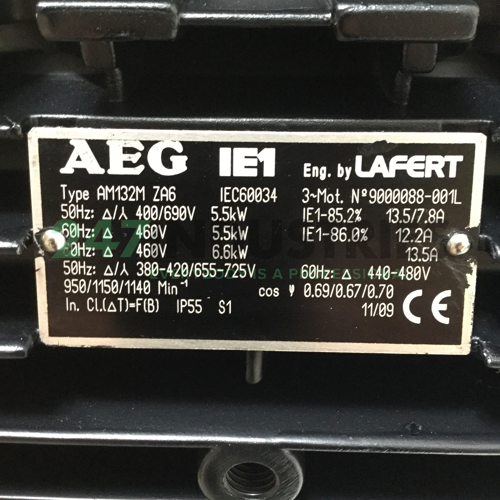 AEG IE1 Eng. by LAFERT
Type AM132M ZA6 IEC60034 3~Mot. Nº9000088-001L
50Hz: Δ/⅄ 400/690V 5.5kW IE1-85.2% 13.5/7.8A
60Hz: Δ 460V 5.5kW IE1-86.0% 12.2A
60Hz: Δ 460V 6.6kW 13.5A
50Hz: Δ/⅄ 380-420/655-725V 60Hz: Δ 440-480V
950/1150/1140 Min⁻¹ cos φ 0.69/0.67/0.70
In. Cl.(ΔT)=F(B) IP55 S1 11/09 CE